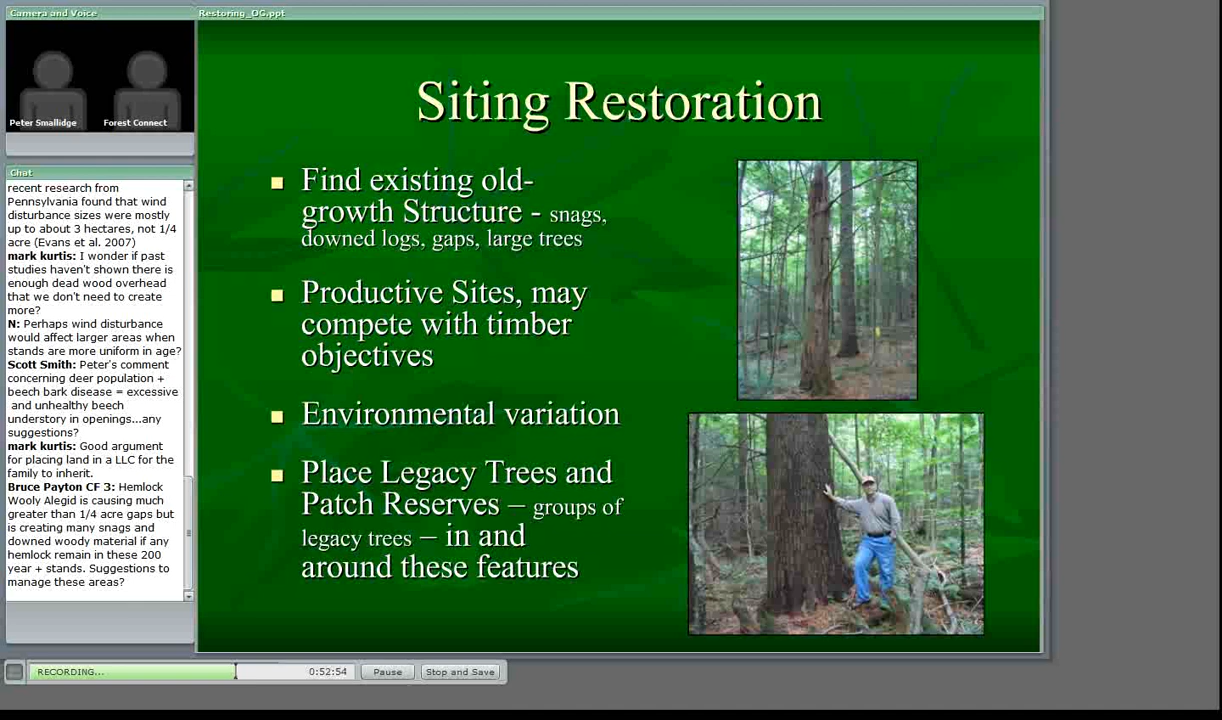 Camera and Voice
Restoring_OG.ppt
Peter Smallidge
Forest Connect
Chat
recent research from
Pennsylvania found that wind
disturbance sizes were mostly
up to about 3 hectares, not 1/4
acre (Evans et al. 2007)
mark kurtis: I wonder if past
studies haven't shown there is
enough dead wood overhead
that we don't need to create
more?
N: Perhaps wind disturbance
would affect larger areas when
stands are more uniform in age?
Scott Smith: Peter's comment
concerning deer population +
beech bark disease = excessive
and unhealthy beech
understory in openings...any
suggestions?
mark kurtis: Good argument
for placing land in a LLC for the
family to inherit.
Bruce Payton CF 3: Hemlock
Wooly Alegid is causing much
greater than 1/4 acre gaps but
is creating many snags and
downed woody material if any
hemlock remain in these 200
year + stands. Suggestions to
manage these areas?
Siting Restoration
Find existing old-
growth Structure - snags,
downed logs, gaps, large trees
Productive Sites, may
compete with timber
objectives
Environmental variation
Place Legacy Trees and
Patch Reserves – groups of
legacy trees – in and
around these features
RECORDING...
0:52:54
Pause
Stop and Save